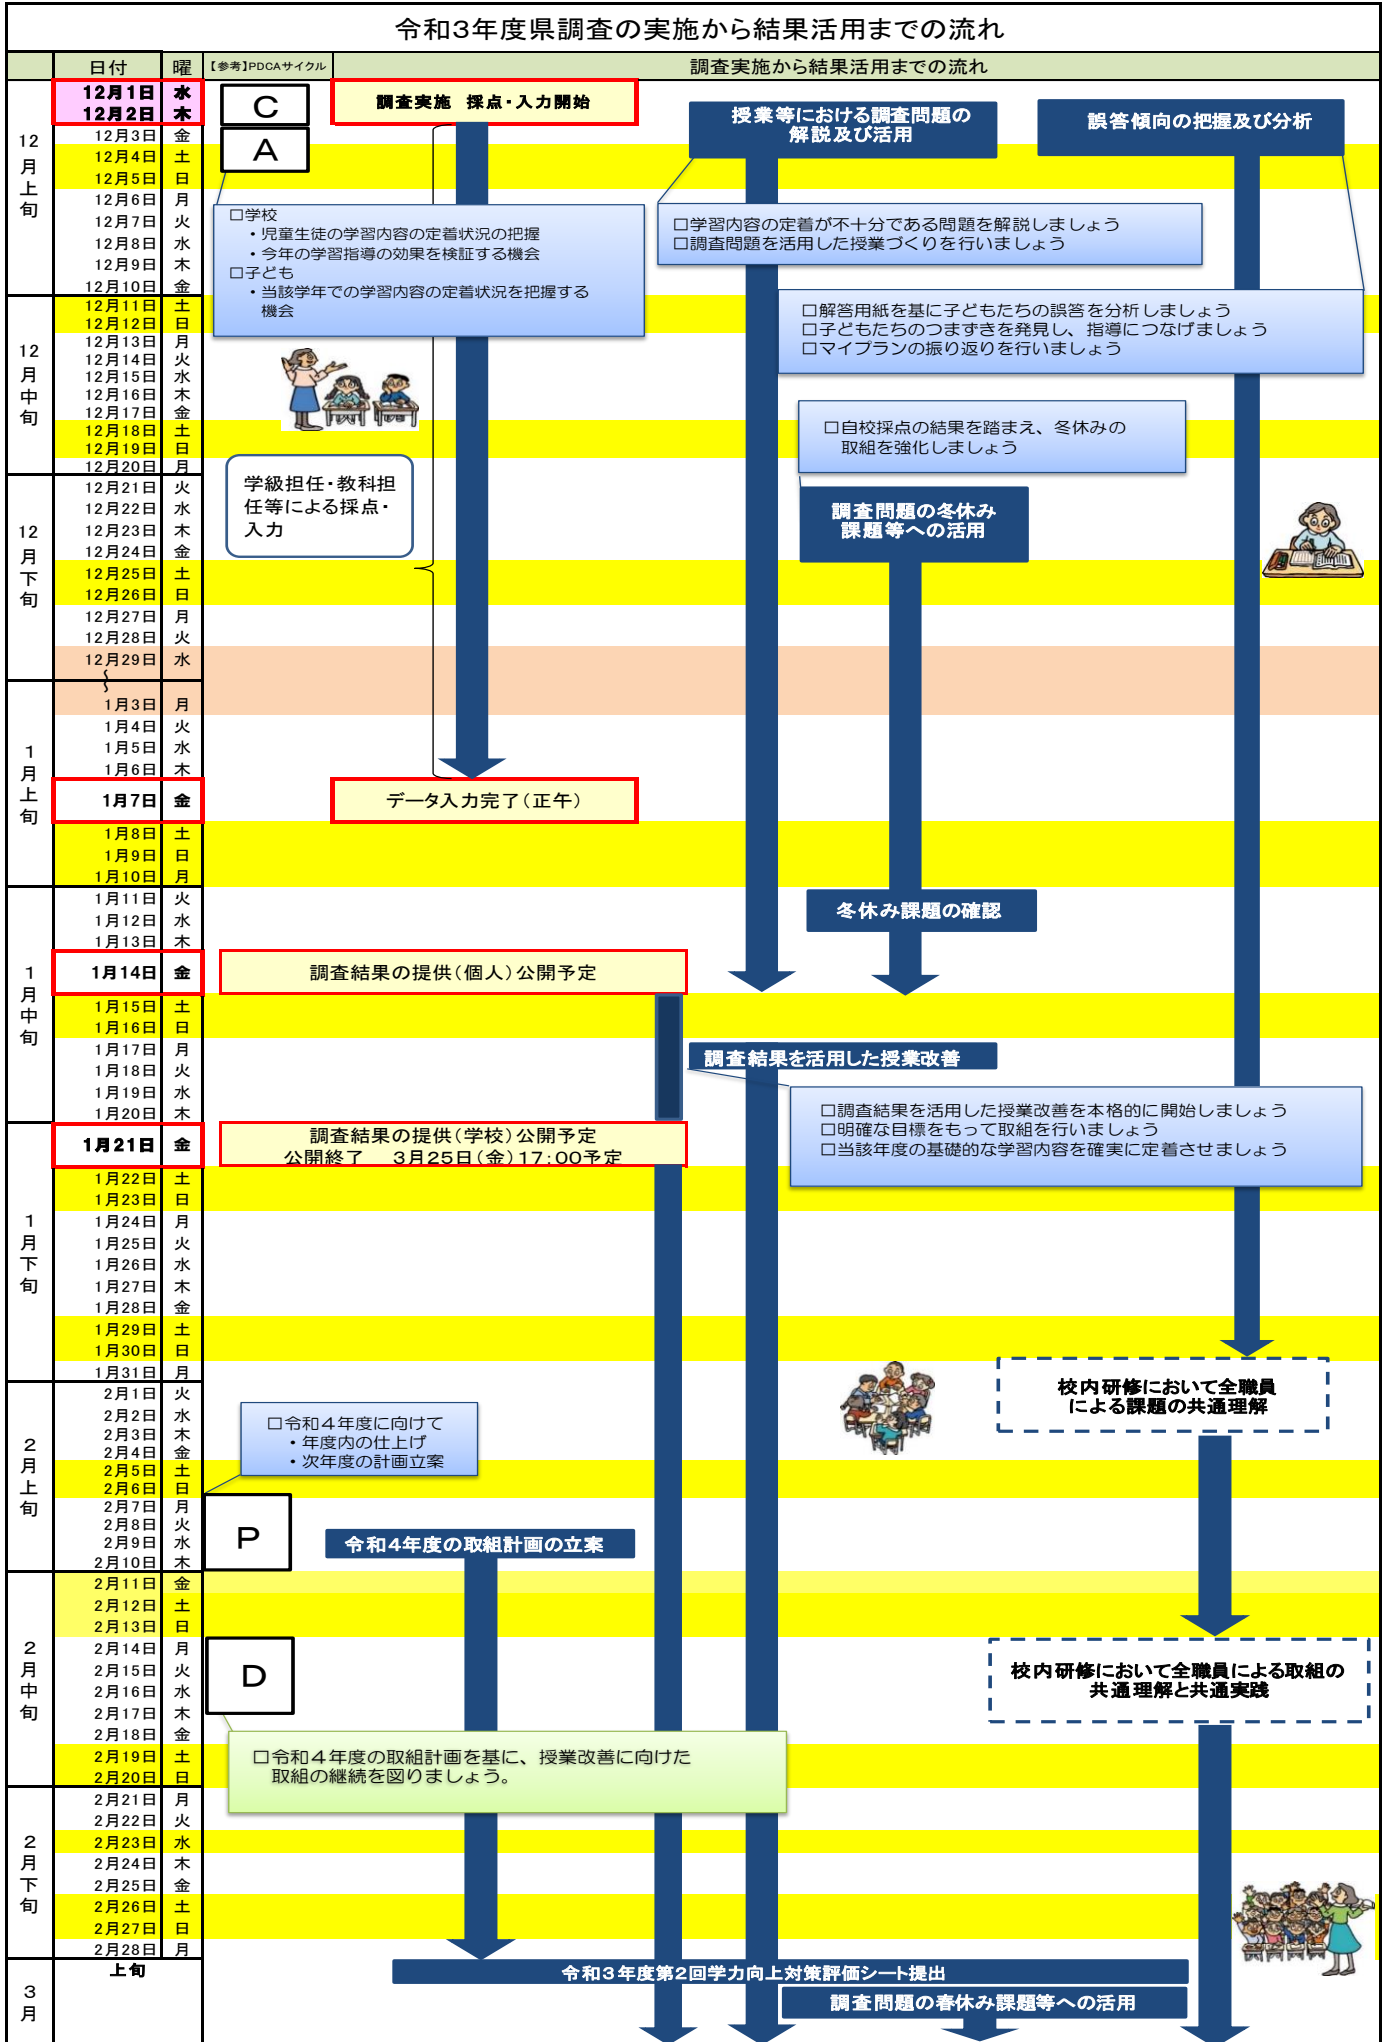 令和3年度県調査の実施から結果活用までの流れ
日付 曜 【参考】PDCAサイクル 調査実施から結果活用までの流れ
12月上旬
12月1日 水
12月2日 木
12月3日 金
12月4日 土
12月5日 日
12月6日 月
12月7日 火
12月8日 水
12月9日 木
12月10日 金
C
A
調査実施 採点・入力開始
授業等における調査問題の
解説及び活用
誤答傾向の把握及び分析
□学校
・児童生徒の学習内容の定着状況の把握
・今年の学習指導の効果を検証する機会
□子ども
・当該学年での学習内容の定着状況を把握する
機会
□学習内容の定着が不十分である問題を解説しましょう
□調査問題を活用した授業づくりを行いましょう
□解答用紙を基に子どもたちの誤答を分析しましょう
□子どもたちのつまずきを発見し、指導につなげましょう
□マイプランの振り返りを行いましょう
12月中旬
12月11日 土
12月12日 日
12月13日 月
12月14日 火
12月15日 水
12月16日 木
12月17日 金
12月18日 土
12月19日 日
12月20日 月
□自校採点の結果を踏まえ、冬休みの
取組を強化しましょう
学級担任・教科担
任等による採点・
入力
調査問題の冬休み
課題等への活用
12月下旬
12月21日 火
12月22日 水
12月23日 木
12月24日 金
12月25日 土
12月26日 日
12月27日 月
12月28日 火
12月29日 水
〜
1月上旬
1月3日 月
1月4日 火
1月5日 水
1月6日 木
1月7日 金
データ入力完了(正午)
1月8日 土
1月9日 日
1月10日 月
1月中旬
1月11日 火
1月12日 水
1月13日 木
冬休み課題の確認
1月14日 金
調査結果の提供(個人)公開予定
1月15日 土
1月16日 日
1月17日 月
1月18日 火
1月19日 水
1月20日 木
調査結果を活用した授業改善
□調査結果を活用した授業改善を本格的に開始しましょう
□明確な目標をもって取組を行いましょう
□当該年度の基礎的な学習内容を確実に定着させましょう
1月下旬
1月21日 金
調査結果の提供(学校)公開予定
公開終了 3月25日(金)17:00予定
1月22日 土
1月23日 日
1月24日 月
1月25日 火
1月26日 水
1月27日 木
1月28日 金
1月29日 土
1月30日 日
1月31日 月
校内研修において全職員
による課題の共通理解
2月上旬
2月1日 火
2月2日 水
2月3日 木
2月4日 金
2月5日 土
2月6日 日
2月7日 月
2月8日 火
2月9日 水
2月10日 木
□令和4年度に向けて
・年度内の仕上げ
・次年度の計画立案
P
令和4年度の取組計画の立案
2月中旬
2月11日 金
2月12日 土
2月13日 日
2月14日 月
2月15日 火
2月16日 水
2月17日 木
2月18日 金
2月19日 土
2月20日 日
D
校内研修において全職員による取組の
共通理解と共通実践
□令和4年度の取組計画を基に、授業改善に向けた
取組の継続を図りましょう。
2月下旬
2月21日 月
2月22日 火
2月23日 水
2月24日 木
2月25日 金
2月26日 土
2月27日 日
2月28日 月
3月
上旬
令和3年度第2回学力向上対策評価シート提出
調査問題の春休み課題等への活用